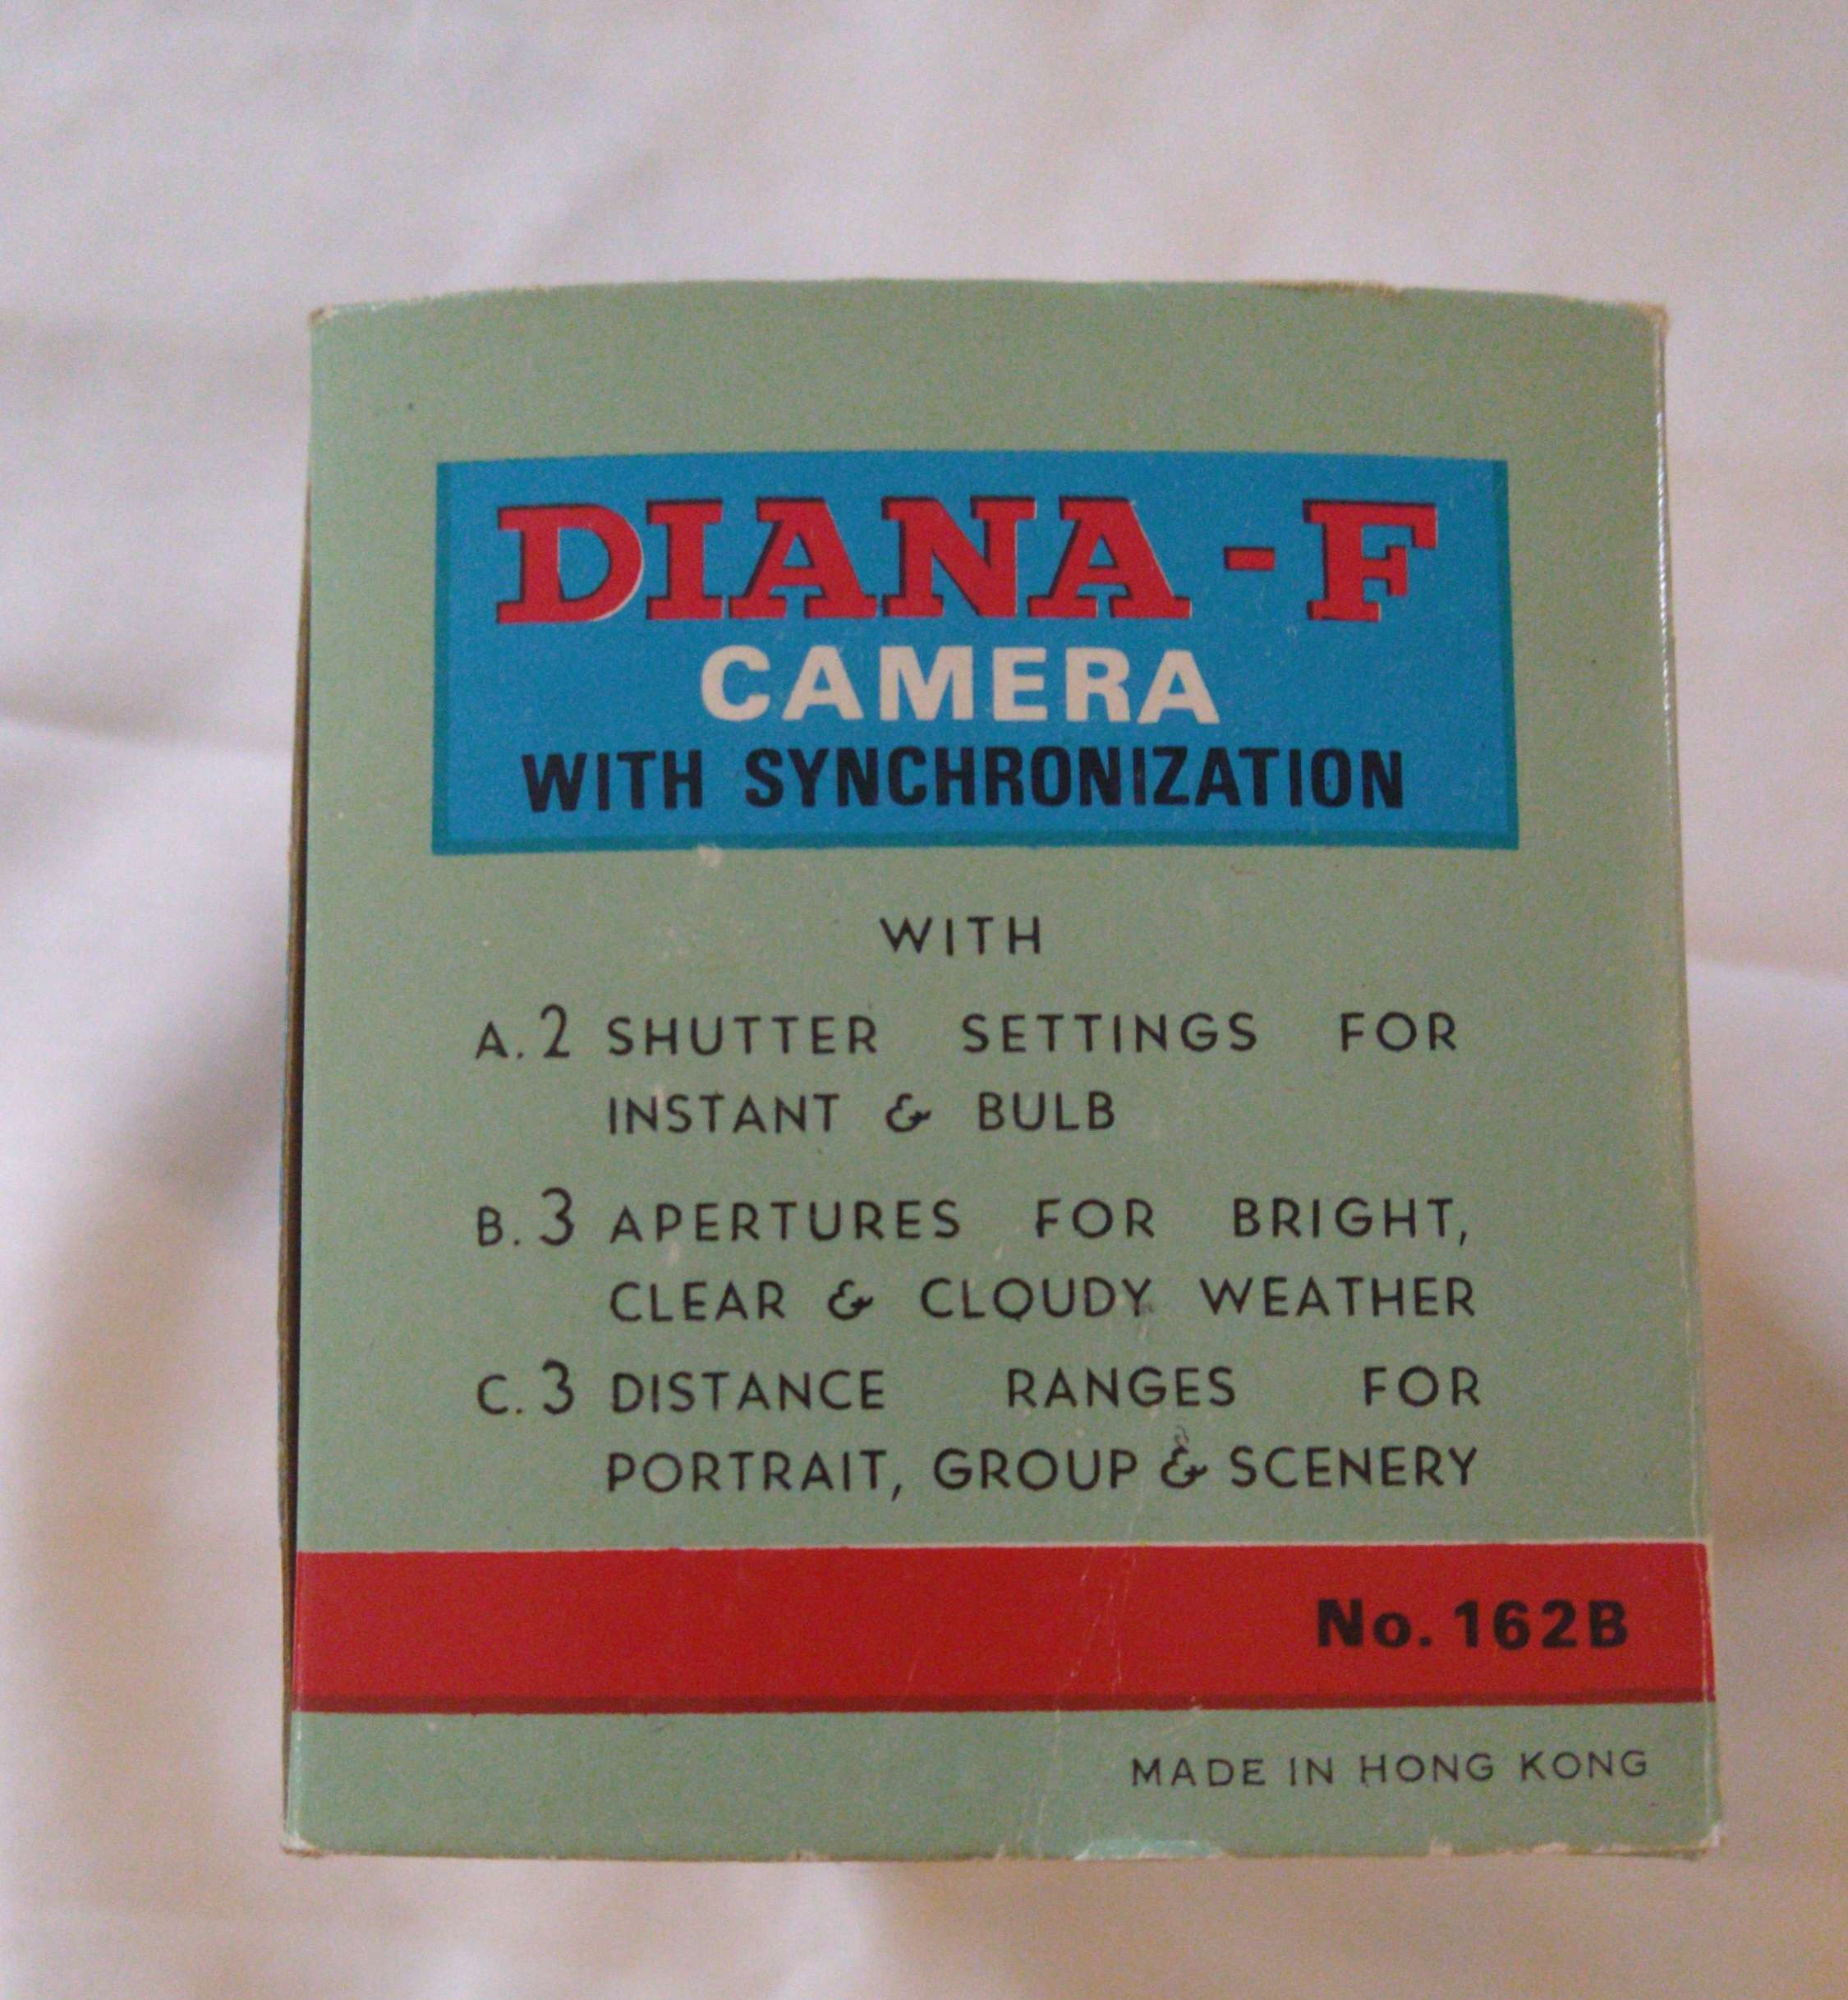 DIANA-F
CAMERA
WITH SYNCHRONIZATION
WITH
A. 2 SHUTTER SETTINGS FOR
INSTANT & BULB
B. 3 APERTURES FOR BRIGHT,
CLEAR & CLOUDY WEATHER
C. 3 DISTANCE RANGES FOR
PORTRAIT, GROUP & SCENERY
No. 162B
MADE IN HONG KONG